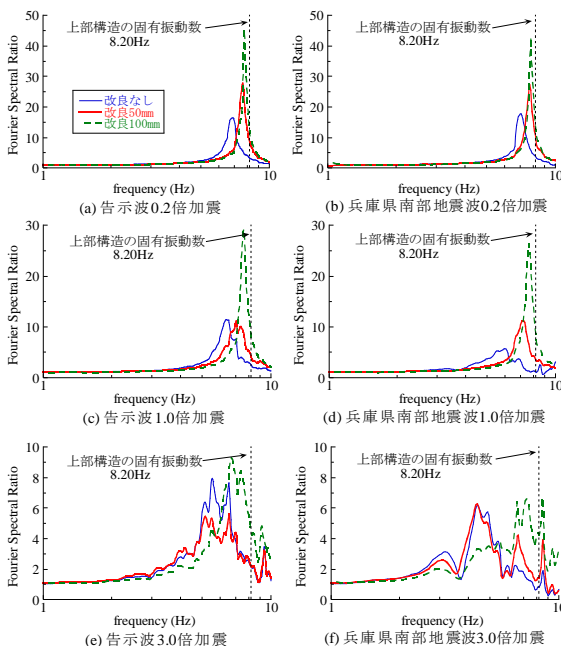 上部構造の固有振動数
8.20Hz
改良なし
改良50mm
改良100mm
Fourier Spectral Ratio
50
40
30
20
10
0
1
10
frequency (Hz)
(a) 告示波0.2倍加震
上部構造の固有振動数
8.20Hz
Fourier Spectral Ratio
50
40
30
20
10
0
1
10
frequency (Hz)
(b) 兵庫県南部地震波0.2倍加震
上部構造の固有振動数
8.20Hz
Fourier Spectral Ratio
30
20
10
0
1
10
frequency (Hz)
(c) 告示波1.0倍加震
上部構造の固有振動数
8.20Hz
Fourier Spectral Ratio
30
20
10
0
1
10
frequency (Hz)
(d) 兵庫県南部地震波1.0倍加震
上部構造の固有振動数
8.20Hz
Fourier Spectral Ratio
10
8
6
4
2
0
1
10
frequency (Hz)
(e) 告示波3.0倍加震
上部構造の固有振動数
8.20Hz
Fourier Spectral Ratio
10
8
6
4
2
0
1
10
frequency (Hz)
(f) 兵庫県南部地震波3.0倍加震